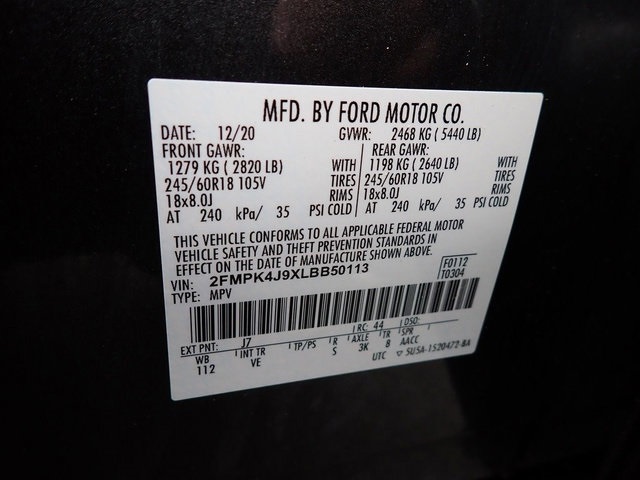 MFD. BY FORD MOTOR CO.
DATE: 12/20 GVWR: 2468 KG ( 5440 LB)
FRONT GAWR: REAR GAWR:
1279 KG ( 2820 LB) WITH 1198 KG ( 2640 LB) WITH
245/60R18 105V TIRES 245/60R18 105V TIRES
18x8.0J RIMS 18x8.0J RIMS
AT 240 kPa/ 35 PSI COLD AT 240 kPa/ 35 PSI COLD
THIS VEHICLE CONFORMS TO ALL APPLICABLE FEDERAL MOTOR
VEHICLE SAFETY AND THEFT PREVENTION STANDARDS IN
EFFECT ON THE DATE OF MANUFACTURE SHOWN ABOVE.
VIN: 2FMPK4J9XLBB50113 F0112
TYPE: MPV T0304
EXT PNT: J7 RC: 44 DSO:
WB INT TR TP/PS R AXLE TR SPR
112 VE S 3K 8 AACC
UTC ▽ 5U5A-1520472-BA